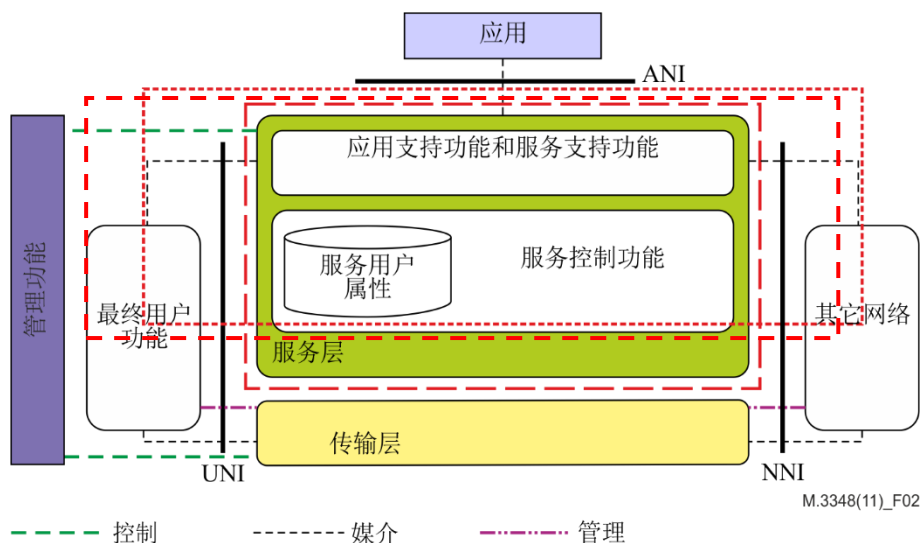 应用
ANI
应用支持功能和服务支持功能
管理功能
服务用户
属性
服务控制功能
最终用户
功能
其它网络
服务层
传输层
UNI
NNI
M.3348(11)_F02
控制
媒介
管理